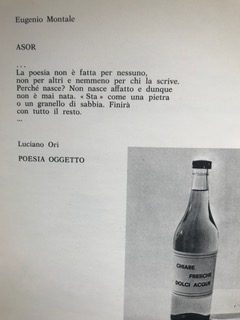 Eugenio Montale
ASOR
...
La poesia non è fatta per nessuno,
non per altri e nemmeno per chi la scrive.
Perché nasce? Non nasce affatto e dunque
non è mai nata. «Sta» come una pietra
o un granello di sabbia. Finirà
con tutto il resto.
...
Luciano Ori
POESIA OGGETTO
CHIARE
FRESCHE
DOLCI ACQUE